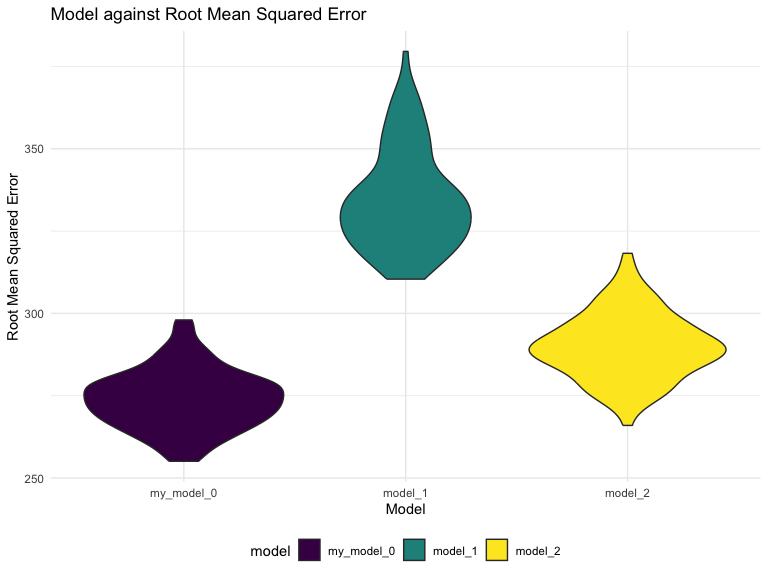 Model against Root Mean Squared Error
Root Mean Squared Error
350
300
250
my_model_0 model_1 model_2
Model
model my_model_0 model_1 model_2